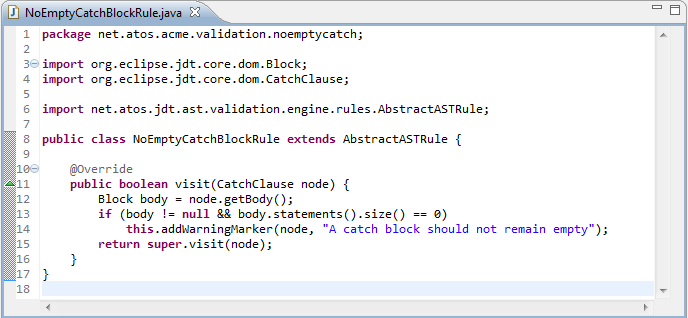 NoEmptyCatchBlockRule.java
1 package net.atos.acme.validation.noemptycatch;
2
3 import org.eclipse.jdt.core.dom.Block;
4 import org.eclipse.jdt.core.dom.CatchClause;
5
6 import net.atos.jdt.ast.validation.engine.rules.AbstractASTRule;
7
8 public class NoEmptyCatchBlockRule extends AbstractASTRule {
9
10     @Override
11     public boolean visit(CatchClause node) {
12         Block body = node.getBody();
13         if (body != null && body.statements().size() == 0)
14             this.addWarningMarker(node, "A catch block should not remain empty");
15         return super.visit(node);
16     }
17 }
18